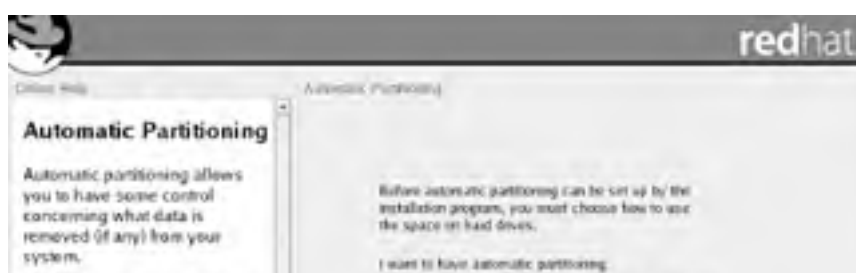 redhat
Online Help
Automatic Partitioning
Automatic Partitioning
Automatic partitioning allows
you to have some control
concerning what data is
removed (if any) from your
system.
Before automatic partitioning can be set up by the
installation program, you must choose how to use
the space on hard drives.
I want to have automatic partitioning